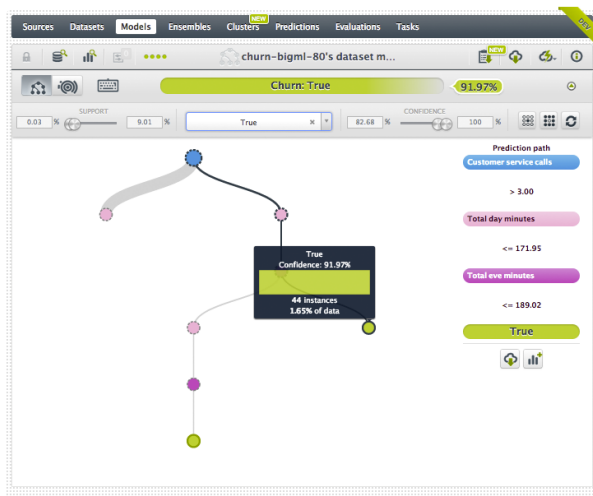 DEV
NEW
Sources Datasets Models Ensembles Clusters Predictions Evaluations Tasks
churn-bigml-80's dataset m...
NEW
Churn: True
91.97%
SUPPORT
CONFIDENCE
0.03 % 9.01 % True × 82.68 % 100 %
Prediction path
Customer service calls
> 3.00
Total day minutes
<= 171.95
Total eve minutes
<= 189.02
True
True
Confidence: 91.97%
44 instances
1.65% of data